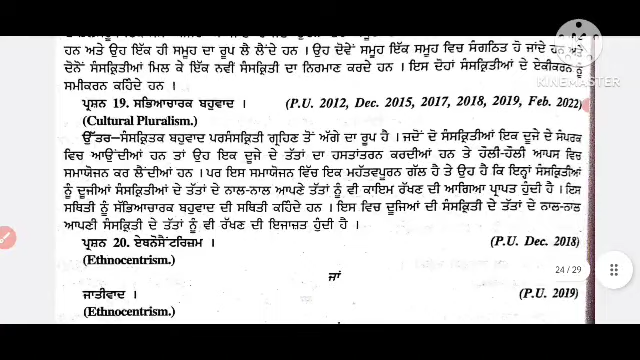 ਹਨ ਅਤੇ ਉਹ ਇੱਕ ਹੀ ਸਮੂਹ ਦਾ ਰੂਪ ਲੈ ਲੈਂਦੇ ਹਨ । ਉਹ ਦੋਵੇਂ ਸਮੂਹ ਇੱਕ ਸਮੂਹ ਵਿਚ ਸੰਗਠਿਤ ਹੋ ਜਾਂਦੇ ਹਨ ਅਤੇ
ਦੋਨੋਂ ਸੰਸਕ੍ਰਿਤੀਆਂ ਮਿਲ ਕੇ ਇੱਕ ਨਵੀਂ ਸੰਸਕ੍ਰਿਤੀ ਦਾ ਨਿਰਮਾਣ ਕਰਦੇ ਹਨ । ਇਸ ਦੋਹਾਂ ਸੰਸਕ੍ਰਿਤੀਆਂ ਦੇ ਏਕੀਕਰਨ ਨੂੰ
ਸਮੀਕਰਨ ਕਹਿੰਦੇ ਹਨ ।
KINEMASTER
ਪ੍ਰਸ਼ਨ 19. ਸਭਿਆਚਾਰਕ ਬਹੁਵਾਦ । (P.U. 2012, Dec. 2015, 2017, 2018, 2019, Feb. 2022)
(Cultural Pluralism.)
ਉੱਤਰ—ਸੰਸਕ੍ਰਿਤਕ ਬਹੁਵਾਦ ਪਰਸੰਸਕ੍ਰਿਤੀ ਗ੍ਰਹਿਣ ਤੋਂ ਅੱਗੇ ਦਾ ਰੂਪ ਹੈ । ਜਦੋਂ ਦੋ ਸੰਸਕ੍ਰਿਤੀਆਂ ਇਕ ਦੂਜੇ ਦੇ ਸੰਪਰਕ
ਵਿਚ ਆਉਂਦੀਆਂ ਹਨ ਤਾਂ ਉਹ ਇਕ ਦੂਜੇ ਦੇ ਤੱਤਾਂ ਦਾ ਹਸਤਾਂਤਰਨ ਕਰਦੀਆਂ ਹਨ ਤੇ ਹੌਲੀ-ਹੌਲੀ ਆਪਸ ਵਿਚ
ਸਮਾਯੋਜਨ ਕਰ ਲੈਂਦੀਆਂ ਹਨ । ਪਰ ਇਸ ਸਮਾਯੋਜਨ ਵਿੱਚ ਇਕ ਮਹੱਤਵਪੂਰਨ ਗੱਲ ਹੈ ਤੇ ਉਹ ਹੈ ਕਿ ਇਨ੍ਹਾਂ ਸੰਸਕ੍ਰਿਤੀਆਂ
ਨੂੰ ਦੂਜੀਆਂ ਸੰਸਕ੍ਰਿਤੀਆਂ ਦੇ ਤੱਤਾਂ ਦੇ ਨਾਲ-ਨਾਲ ਆਪਣੇ ਤੱਤਾਂ ਨੂੰ ਵੀ ਕਾਇਮ ਰੱਖਣ ਦੀ ਆਗਿਆ ਪ੍ਰਾਪਤ ਹੁੰਦੀ ਹੈ । ਇਸ
ਸਥਿਤੀ ਨੂੰ ਸੱਭਿਆਚਾਰਕ ਬਹੁਵਾਦ ਦੀ ਸਥਿਤੀ ਕਹਿੰਦੇ ਹਨ । ਇਸ ਵਿਚ ਦੂਜਿਆਂ ਦੀ ਸੰਸਕ੍ਰਿਤੀ ਦੇ ਤੱਤਾਂ ਦੇ ਨਾਲ-ਨਾਲ
ਆਪਣੀ ਸੰਸਕ੍ਰਿਤੀ ਦੇ ਤੱਤਾਂ ਨੂੰ ਵੀ ਰੱਖਣ ਦੀ ਇਜਾਜ਼ਤ ਹੁੰਦੀ ਹੈ ।
ਪ੍ਰਸ਼ਨ 20. ਏਥਨੋਸੈਂਟਰਿਜ਼ਮ । (P.U. Dec. 2018)
(Ethnocentrism.)
24 / 29
ਜਾਂ
ਜਾਤੀਵਾਦ । (P.U. 2019)
(Ethnocentrism.)